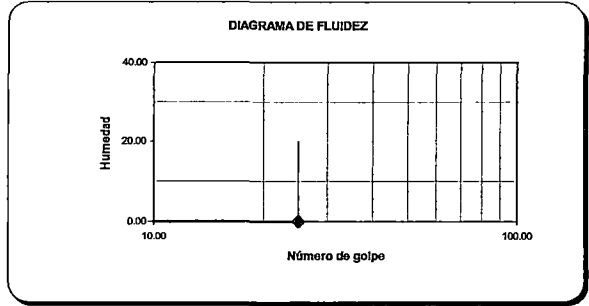 DIAGRAMA DE FLUIDEZ
40.00
Humedad
20.00
0.00
10.00
100.00
Número de golpe